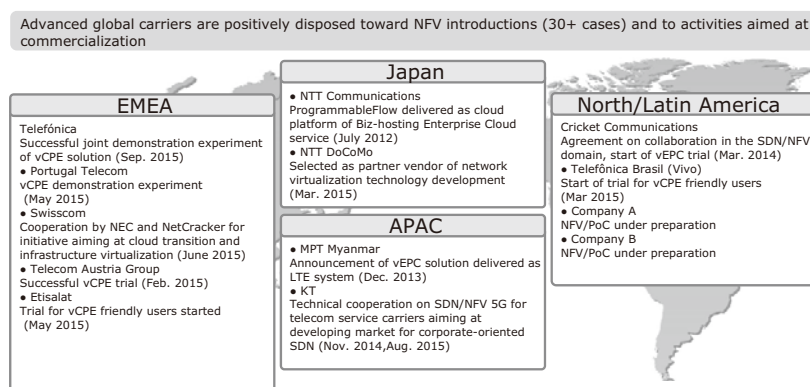 Advanced global carriers are positively disposed toward NFV introductions (30+ cases) and to activities aimed at
commercialization
EMEA
Telefónica
Successful joint demonstration experiment
of vCPE solution (Sep. 2015)
● Portugal Telecom
vCPE demonstration experiment
(May 2015)
● Swisscom
Cooperation by NEC and NetCracker for
initiative aiming at cloud transition and
infrastructure virtualization (June 2015)
● Telecom Austria Group
Successful vCPE trial (Feb. 2015)
● Etisalat
Trial for vCPE friendly users started
(May 2015)
Japan
● NTT Communications
ProgrammableFlow delivered as cloud
platform of Biz-hosting Enterprise Cloud
service (July 2012)
● NTT DoCoMo
Selected as partner vendor of network
virtualization technology development
(Mar. 2015)
APAC
● MPT Myanmar
Announcement of vEPC solution delivered as
LTE system (Dec. 2013)
● KT
Technical cooperation on SDN/NFV 5G for
telecom service carriers aiming at
developing market for corporate-oriented
SDN (Nov. 2014,Aug. 2015)
North/Latin America
Cricket Communications
Agreement on collaboration in the SDN/NFV
domain, start of vEPC trial (Mar. 2014)
● Telefônica Brasil (Vivo)
Start of trial for vCPE friendly users
(Mar 2015)
● Company A
NFV/PoC under preparation
● Company B
NFV/PoC under preparation